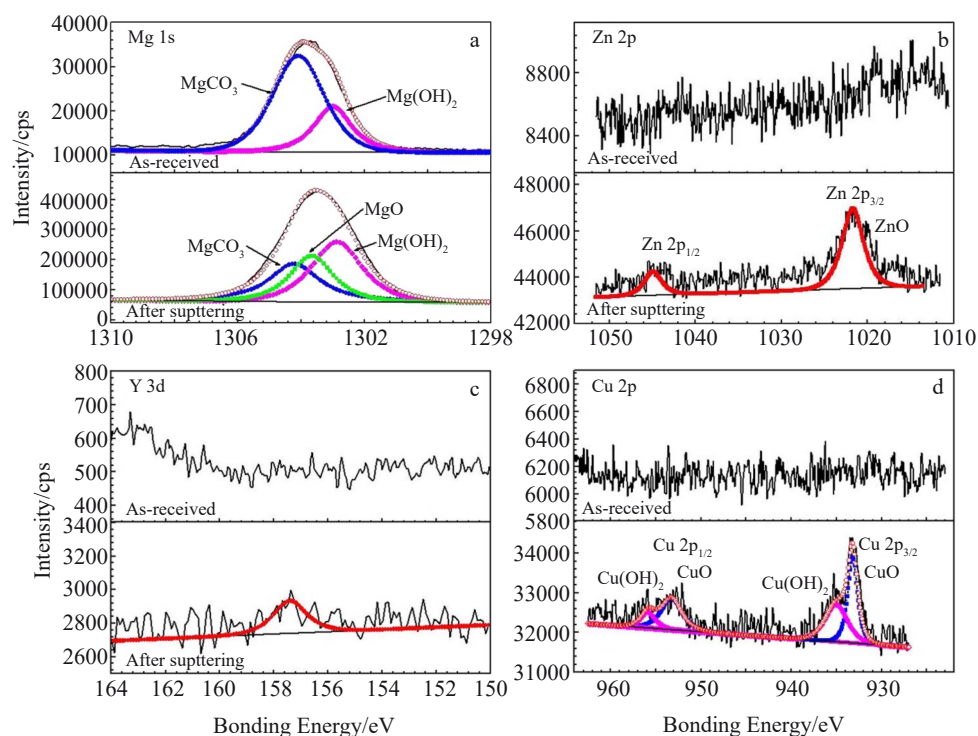 Mg 1s
a
MgCO₃
Mg(OH)₂
As-received
40000
30000
20000
10000
MgO
MgCO₃
Mg(OH)₂
After supttering
400000
300000
200000
100000
0
1310 1306 1302 1298
Intensity/cps
Zn 2p
b
8800
8400
As-received
48000
46000
44000
42000
Zn 2p₃/₂
ZnO
Zn 2p₁/₂
After supttering
1050 1040 1030 1020 1010
Y 3d
c
800
700
600
500
400
As-received
3400
3200
3000
2800
2600
After supttering
164 162 160 158 156 154 152 150
Intensity/cps
Bonding Energy/eV
Cu 2p
d
6800
6600
6400
6200
6000
5800
As-received
34000
33000
32000
31000
Cu 2p₁/₂
Cu 2p₃/₂
Cu(OH)₂
CuO
Cu(OH)₂
CuO
After supttering
960 950 940 930
Bonding Energy/eV